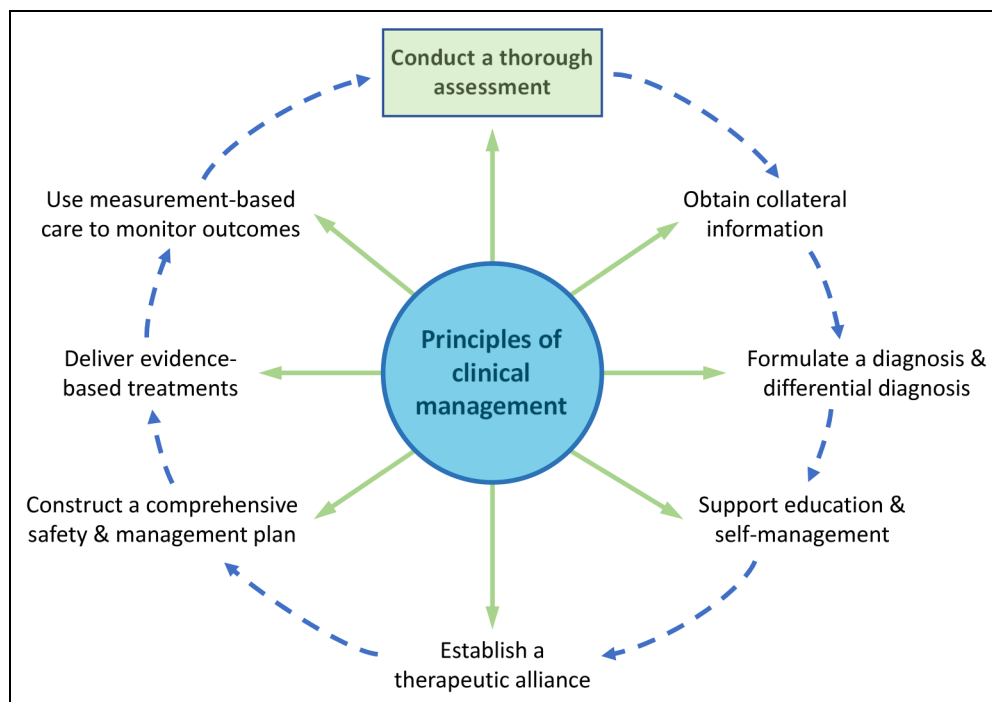 Conduct a thorough
assessment
Obtain collateral
information
Formulate a diagnosis &
differential diagnosis
Support education &
self-management
Establish a
therapeutic alliance
Construct a comprehensive
safety & management plan
Deliver evidence-
based treatments
Use measurement-based
care to monitor outcomes
Principles of
clinical
management